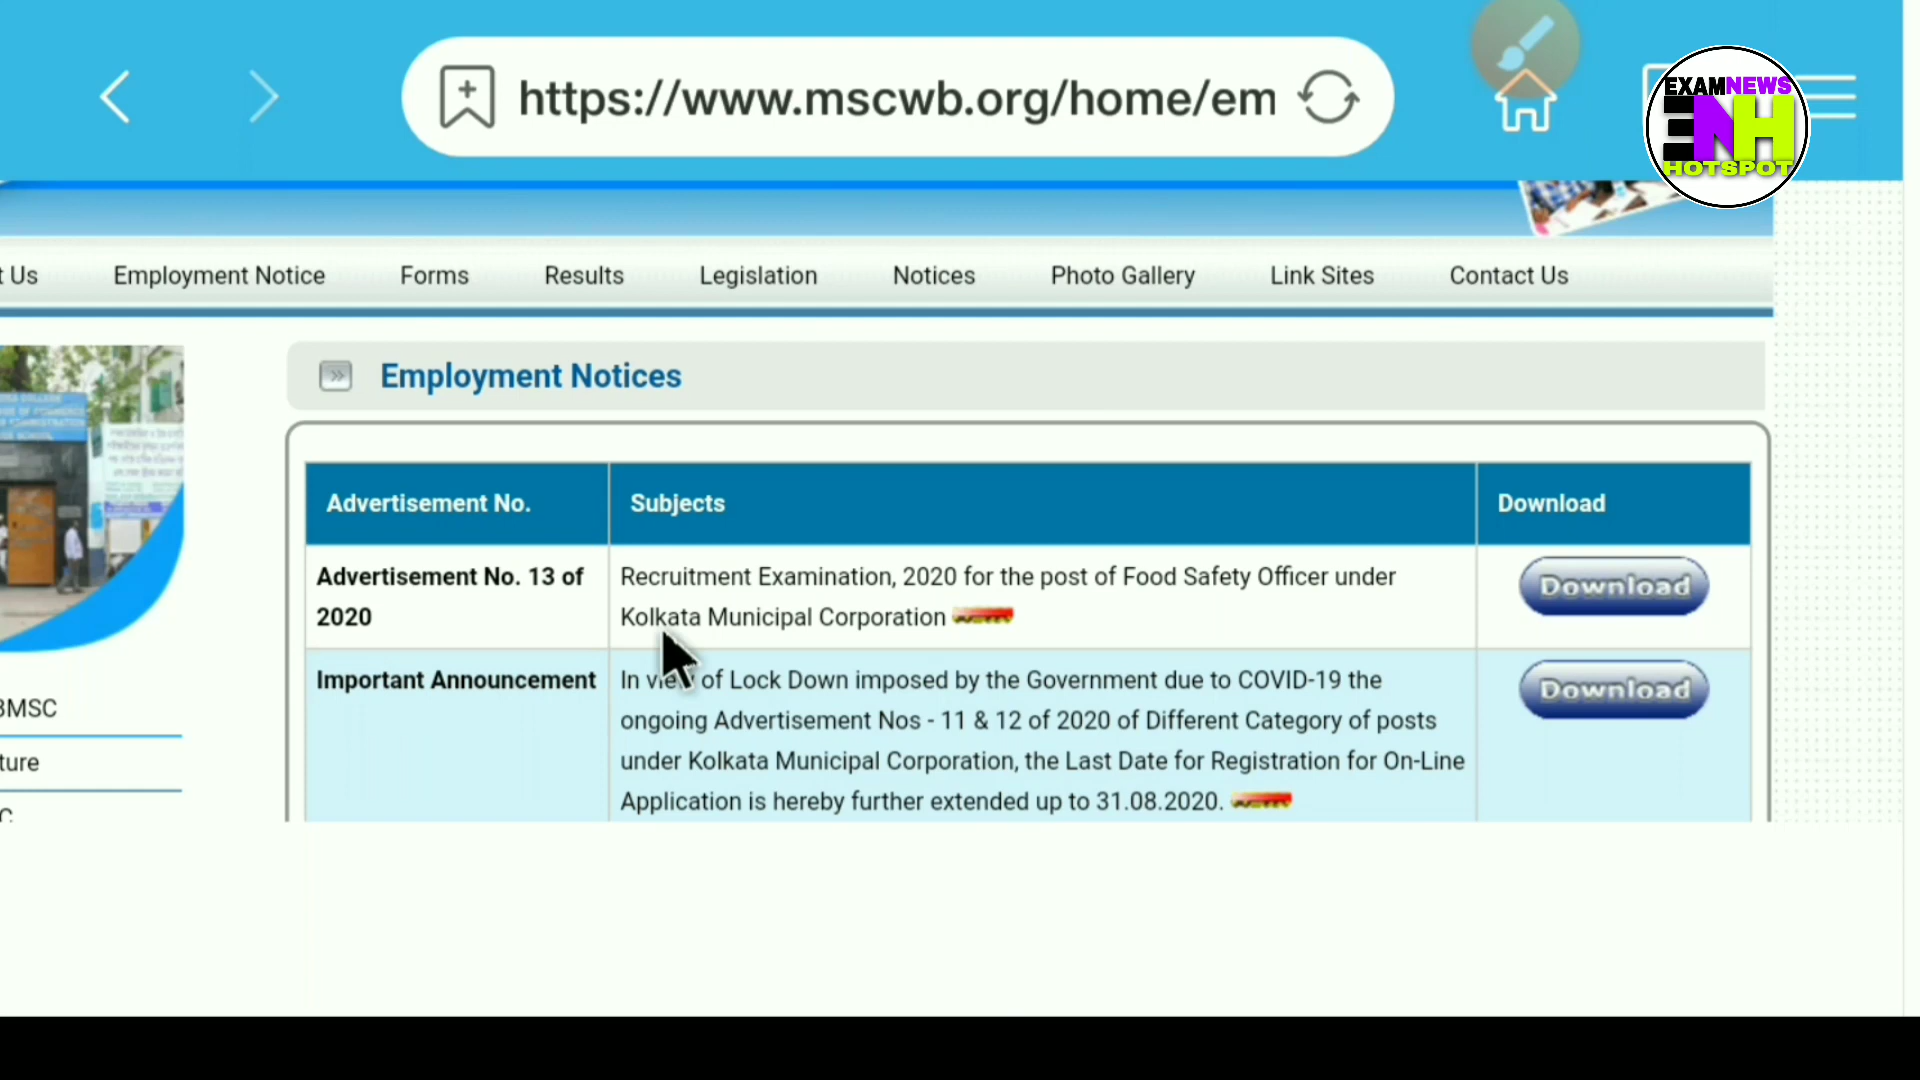 https://www.mscwb.org/home/em
EXAMNEWS
ENH
HOTSPOT
t Us Employment Notice Forms Results Legislation Notices Photo Gallery Link Sites Contact Us
Employment Notices
Advertisement No. Subjects Download
Advertisement No. 13 of
2020
Recruitment Examination, 2020 for the post of Food Safety Officer under
Kolkata Municipal Corporation
Download
Important Announcement
In view of Lock Down imposed by the Government due to COVID-19 the
ongoing Advertisement Nos - 11 & 12 of 2020 of Different Category of posts
under Kolkata Municipal Corporation, the Last Date for Registration for On-Line
Application is hereby further extended up to 31.08.2020.
Download
BMSC
ture
C